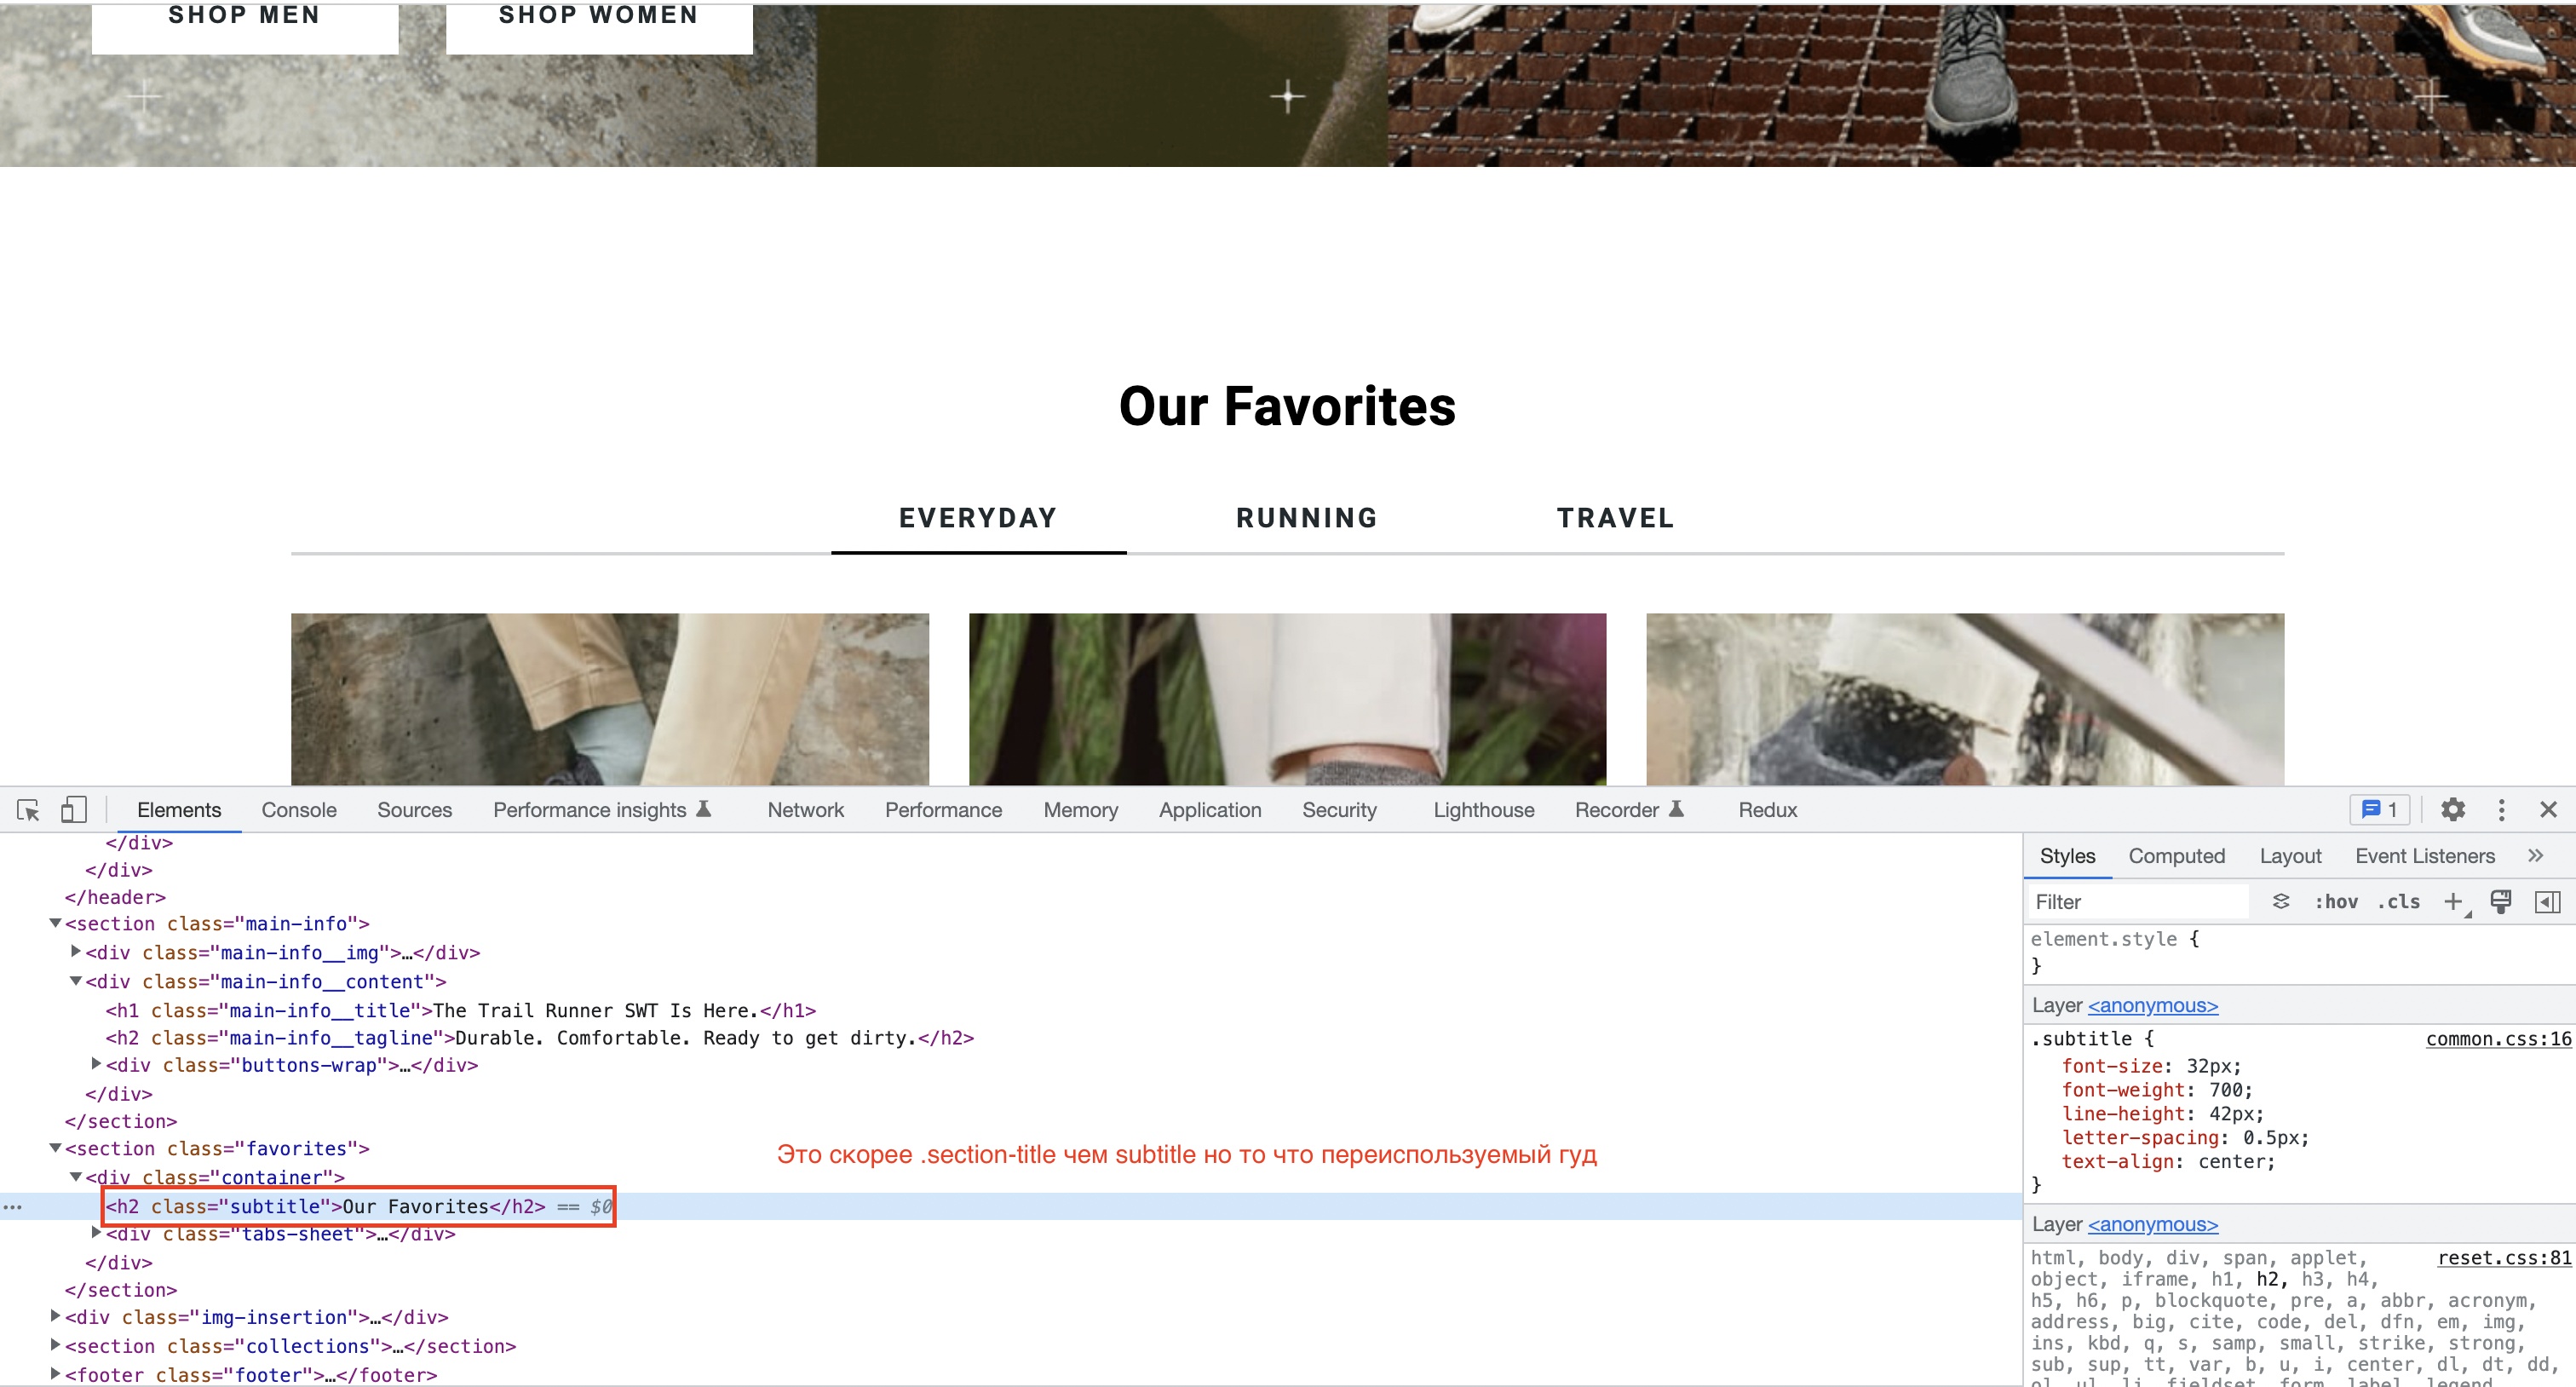 SHOP MEN
SHOP WOMEN
Our Favorites
EVERYDAY
RUNNING
TRAVEL
Elements Console Sources Performance insights Network Performance Memory Application Security Lighthouse Recorder Redux 1
</div>
</div>
</header>
<section class="main-info">
<div class="main-info__img">…</div>
<div class="main-info__content">
<h1 class="main-info__title">The Trail Runner SWT Is Here.</h1>
<h2 class="main-info__tagline">Durable. Comfortable. Ready to get dirty.</h2>
<div class="buttons-wrap">…</div>
</div>
</section>
<section class="favorites">
Это скорее .section-title чем subtitle но то что переиспользуемый гуд
<div class="container">
<h2 class="subtitle">Our Favorites</h2> == $0
<div class="tabs-sheet">…</div>
</div>
</section>
<div class="img-insertion">…</div>
<section class="collections">…</section>
<footer class="footer">…</footer>
Styles Computed Layout Event Listeners »
Filter :hov .cls +
element.style {
}
Layer <anonymous>
.subtitle { common.css:16
font-size: 32px;
font-weight: 700;
line-height: 42px;
letter-spacing: 0.5px;
text-align: center;
}
Layer <anonymous>
html, body, div, span, applet, reset.css:81
object, iframe, h1, h2, h3, h4,
h5, h6, p, blockquote, pre, a, abbr, acronym,
address, big, cite, code, del, dfn, em, img,
ins, kbd, q, s, samp, small, strike, strong,
sub, sup, tt, var, b, u, i, center, dl, dt, dd,
ol, ul, li, fieldset, form, label, legend,